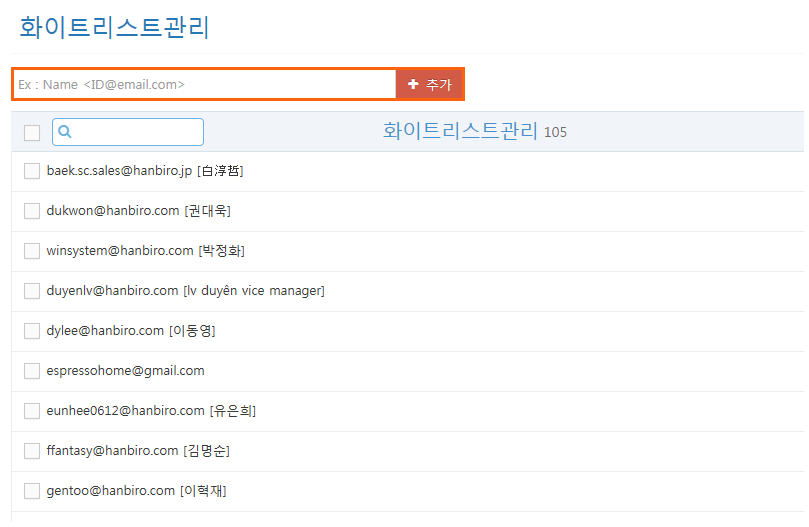 화이트리스트관리
Ex : Name <ID@email.com> 추가
화이트리스트관리 105
baek.sc.sales@hanbiro.jp [白淳晢]
dukwon@hanbiro.com [권대욱]
winsystem@hanbiro.com [박정화]
duyenlv@hanbiro.com [lv duyên vice manager]
dylee@hanbiro.com [이동영]
espressohome@gmail.com
eunhee0612@hanbiro.com [유은희]
ffantasy@hanbiro.com [김명순]
gentoo@hanbiro.com [이혁재]